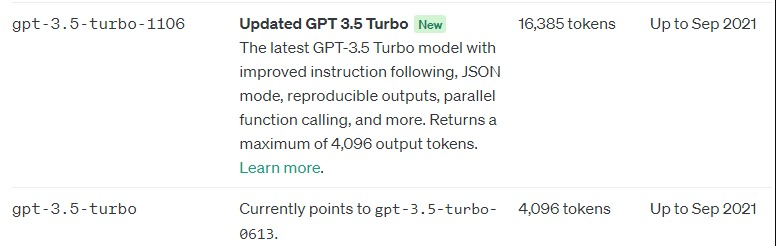 gpt-3.5-turbo-1106 Updated GPT 3.5 Turbo New 16,385 tokens Up to Sep 2021
The latest GPT-3.5 Turbo model with
improved instruction following, JSON
mode, reproducible outputs, parallel
function calling, and more. Returns a
maximum of 4,096 output tokens.
Learn more.
gpt-3.5-turbo Currently points to gpt-3.5-turbo- 4,096 tokens Up to Sep 2021
0613.